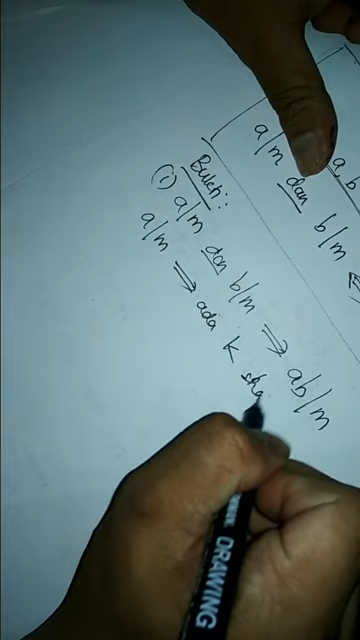 a, b
a/m dan b/m
Bukti:
(i) a/m dan b/m ⇒ ab/m
a/m ⇒ ada k shg
DRAWING